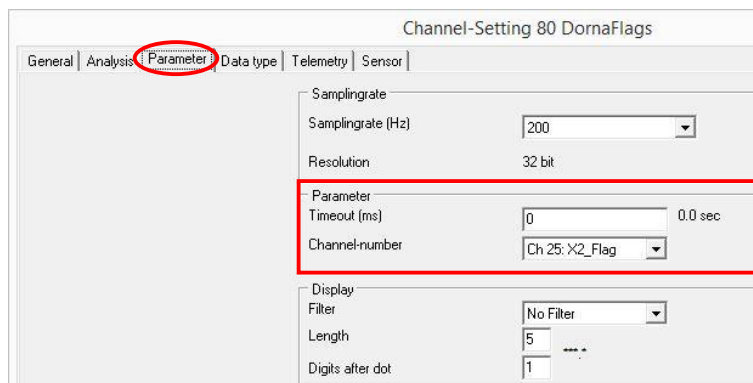 Channel-Setting 80 DornaFlags
General Analysis Parameter Data type Telemetry Sensor
Samplingrate
Samplingrate (Hz) 200
Resolution 32 bit
Parameter
Timeout (ms) 0 0.0 sec
Channel-number Ch 25: X2_Flag
Display
Filter No Filter
Length 5
Digits after dot 1